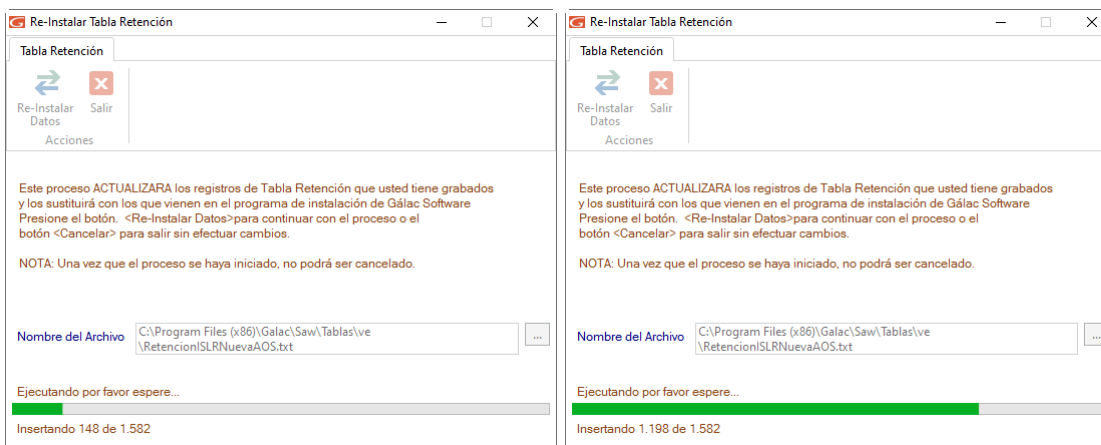 Re-Instalar Tabla Retención
Tabla Retención
Re-Instalar
Datos
Salir
Acciones
Este proceso ACTUALIZARA los registros de Tabla Retención que usted tiene grabados
y los sustituirá con los que vienen en el programa de instalación de Gálac Software
Presione el botón.  <Re-Instalar Datos>para continuar con el proceso o el
botón <Cancelar> para salir sin efectuar cambios.
NOTA: Una vez que el proceso se haya iniciado, no podrá ser cancelado.
Nombre del Archivo
C:\Program Files (x86)\Galac\Saw\Tablas\ve
\RetencionISLRNuevaAOS.txt
...
Ejecutando por favor espere...
Insertando 148 de 1.582
Re-Instalar Tabla Retención
Tabla Retención
Re-Instalar
Datos
Salir
Acciones
Este proceso ACTUALIZARA los registros de Tabla Retención que usted tiene grabados
y los sustituirá con los que vienen en el programa de instalación de Gálac Software
Presione el botón.  <Re-Instalar Datos>para continuar con el proceso o el
botón <Cancelar> para salir sin efectuar cambios.
NOTA: Una vez que el proceso se haya iniciado, no podrá ser cancelado.
Nombre del Archivo
C:\Program Files (x86)\Galac\Saw\Tablas\ve
\RetencionISLRNuevaAOS.txt
...
Ejecutando por favor espere...
Insertando 1.198 de 1.582